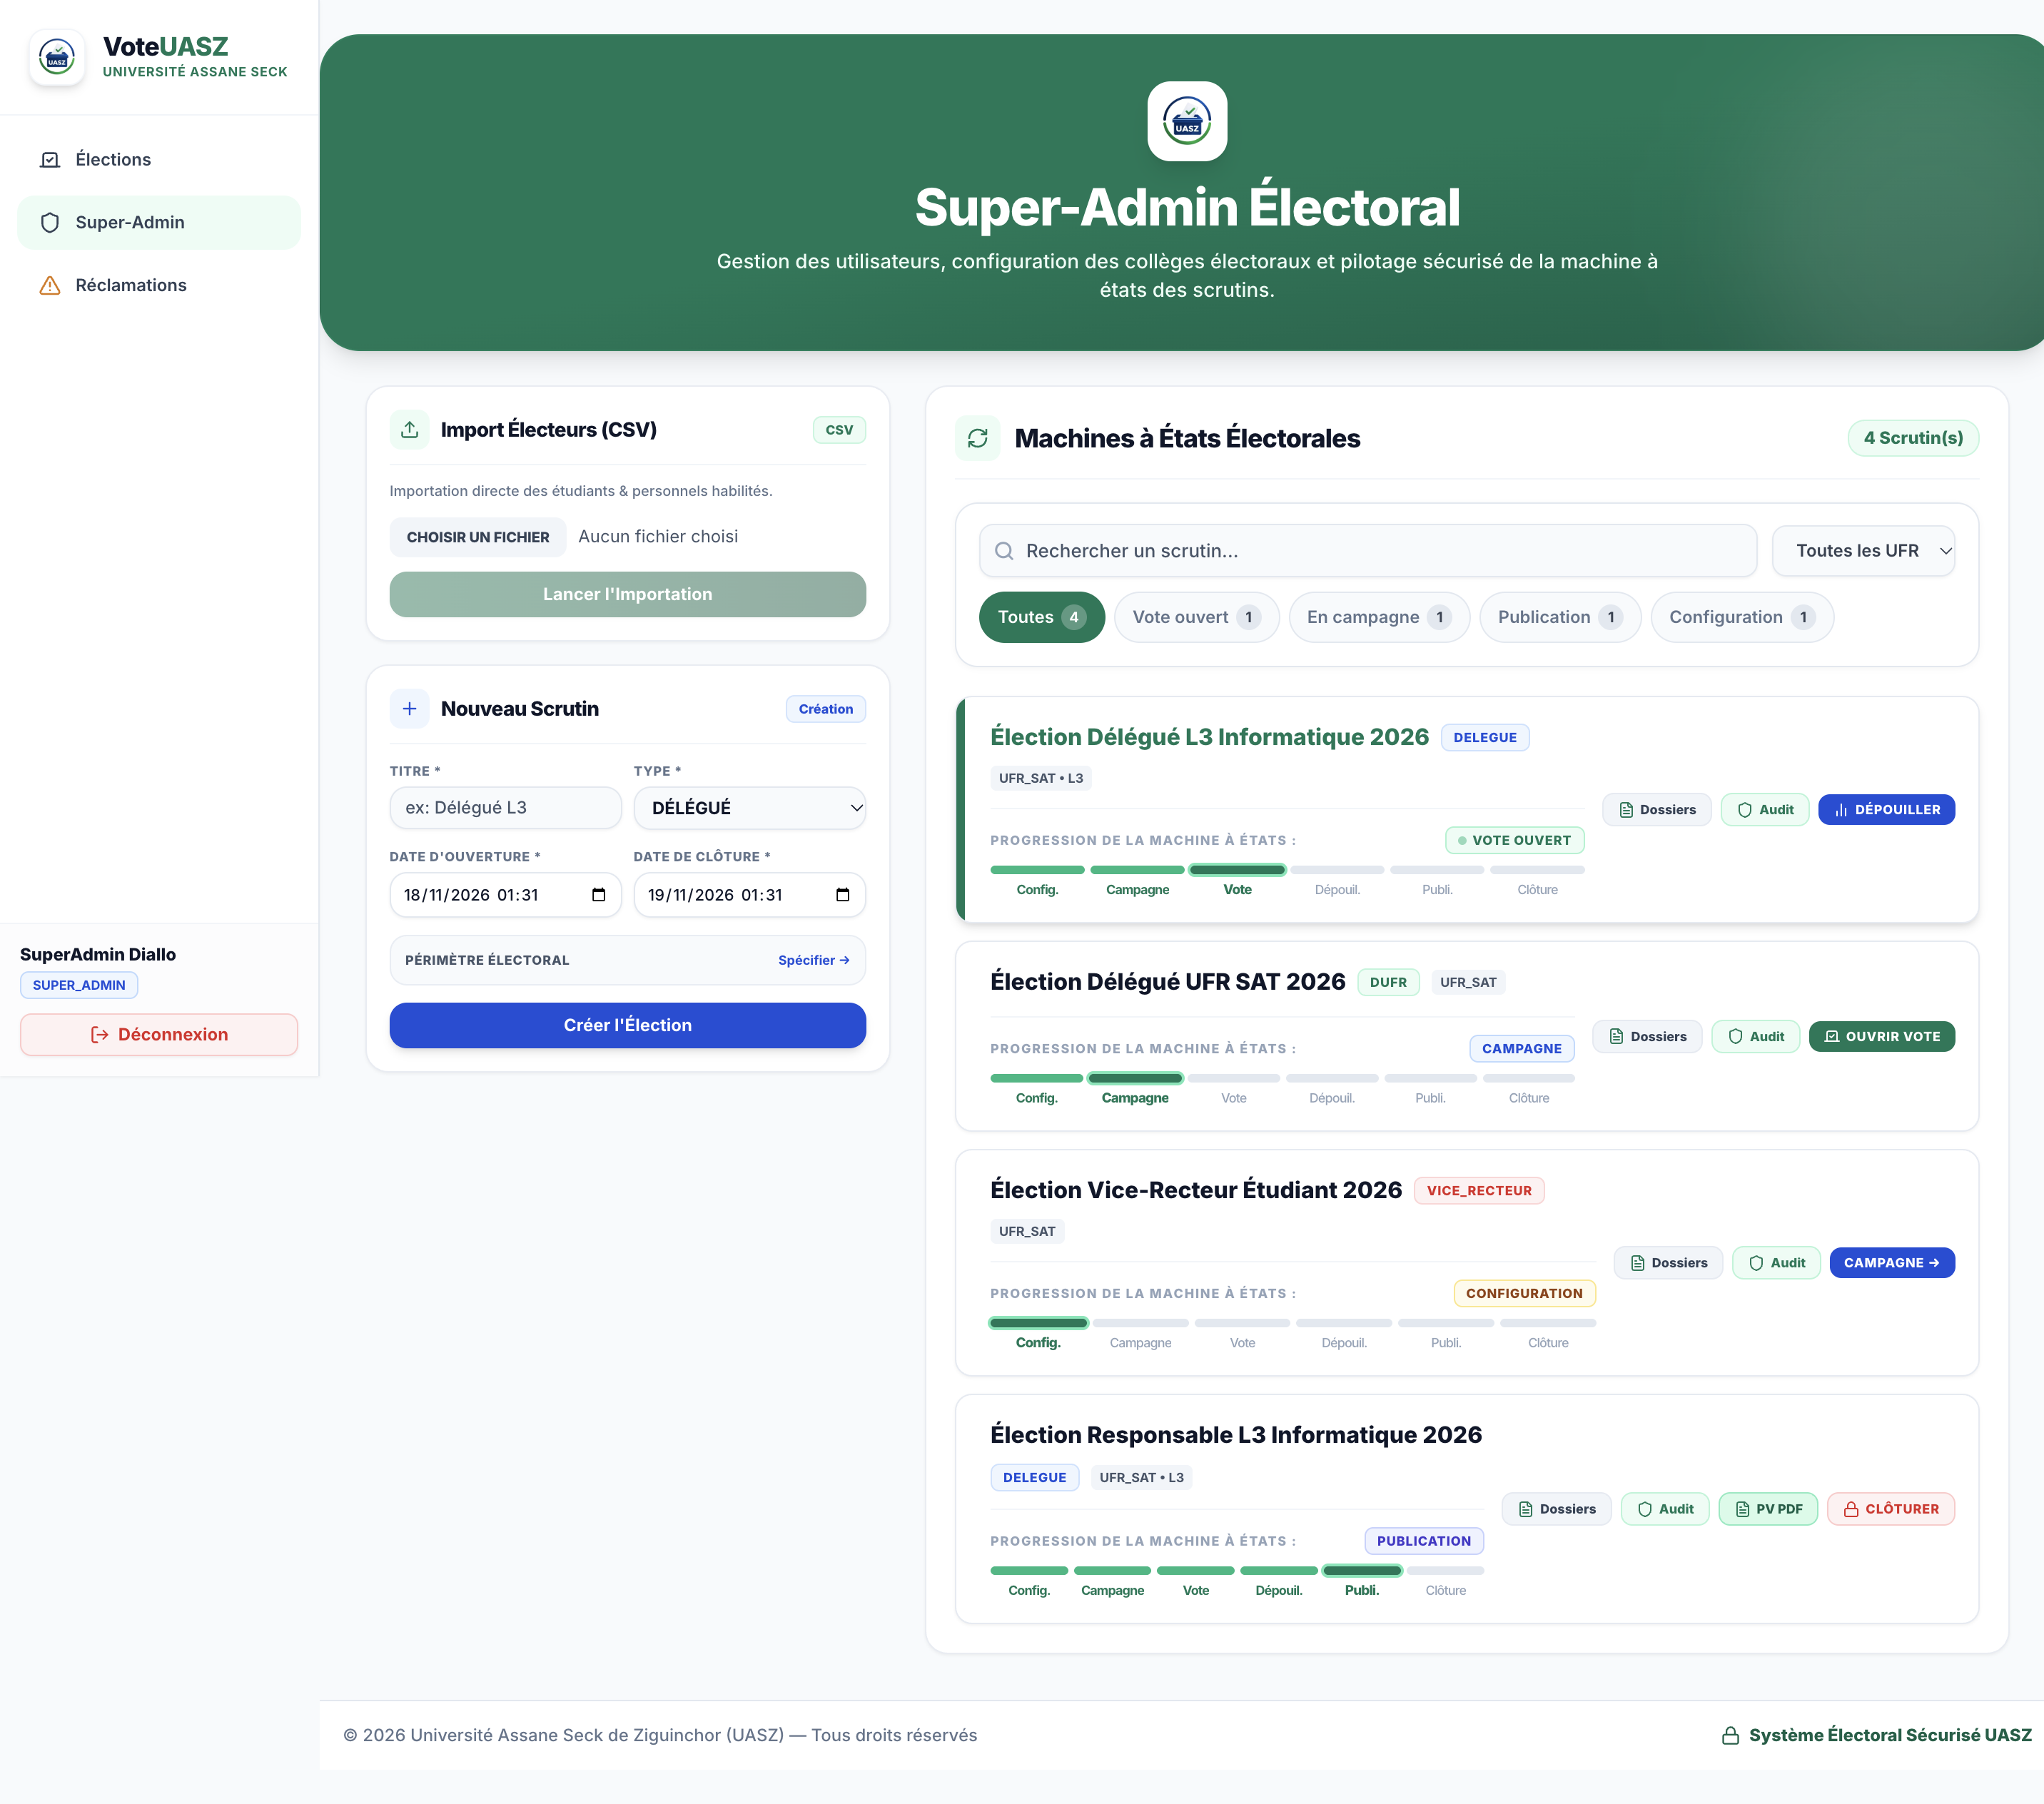 UASZ
VoteUASZ
UNIVERSITÉ ASSANE SECK
Élections
Super-Admin
Réclamations
SuperAdmin Diallo
SUPER_ADMIN
Déconnexion
UASZ
Super-Admin Électoral
Gestion des utilisateurs, configuration des collèges électoraux et pilotage sécurisé de la machine à
états des scrutins.
Import Électeurs (CSV)
CSV
Importation directe des étudiants & personnels habilités.
CHOISIR UN FICHIER
Aucun fichier choisi
Lancer l'Importation
Nouveau Scrutin
Création
TITRE *
TYPE *
ex: Délégué L3
DÉLÉGUÉ
DATE D'OUVERTURE *
DATE DE CLÔTURE *
18/11/2026 01:31
19/11/2026 01:31
PÉRIMÈTRE ÉLECTORAL
Spécifier →
Créer l'Élection
Machines à États Électorales
4 Scrutin(s)
Rechercher un scrutin...
Toutes les UFR
Toutes 4
Vote ouvert 1
En campagne 1
Publication 1
Configuration 1
Élection Délégué L3 Informatique 2026
DELEGUE
UFR_SAT • L3
Dossiers
Audit
DÉPOUILLER
PROGRESSION DE LA MACHINE À ÉTATS :
VOTE OUVERT
Config.
Campagne
Vote
Dépouil.
Publi.
Clôture
Élection Délégué UFR SAT 2026
DUFR
UFR_SAT
Dossiers
Audit
OUVRIR VOTE
PROGRESSION DE LA MACHINE À ÉTATS :
CAMPAGNE
Config.
Campagne
Vote
Dépouil.
Publi.
Clôture
Élection Vice-Recteur Étudiant 2026
VICE_RECTEUR
UFR_SAT
Dossiers
Audit
CAMPAGNE →
PROGRESSION DE LA MACHINE À ÉTATS :
CONFIGURATION
Config.
Campagne
Vote
Dépouil.
Publi.
Clôture
Élection Responsable L3 Informatique 2026
DELEGUE
UFR_SAT • L3
Dossiers
Audit
PV PDF
CLÔTURER
PROGRESSION DE LA MACHINE À ÉTATS :
PUBLICATION
Config.
Campagne
Vote
Dépouil.
Publi.
Clôture
© 2026 Université Assane Seck de Ziguinchor (UASZ) — Tous droits réservés
Système Électoral Sécurisé UASZ